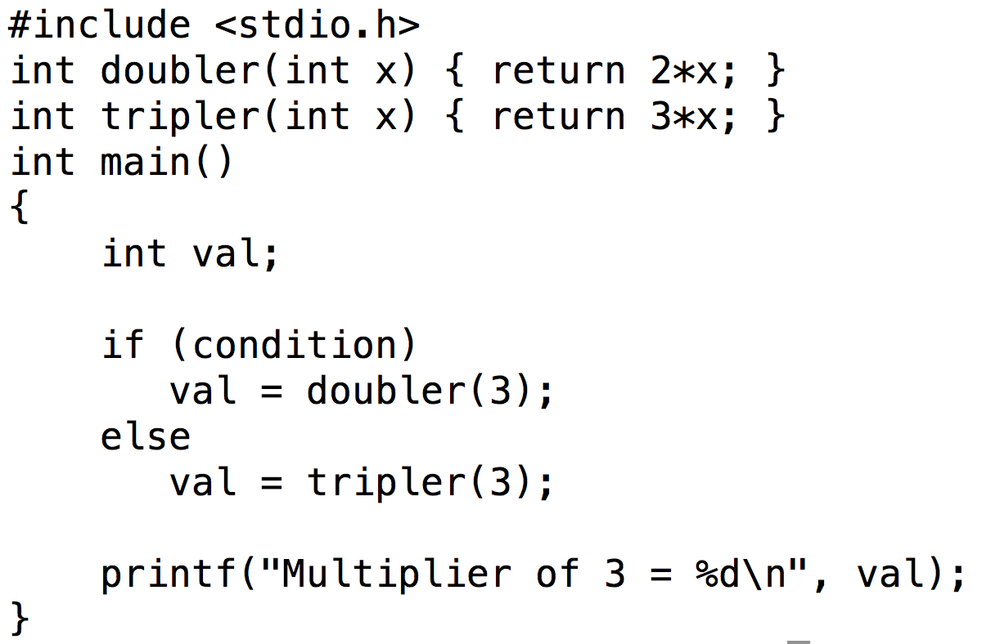 #include <stdio.h>
int doubler(int x) { return 2*x; }
int tripler(int x) { return 3*x; }
int main()
{
    int val;

    if (condition)
       val = doubler(3);
    else
       val = tripler(3);

    printf("Multiplier of 3 = %d\n", val);
}